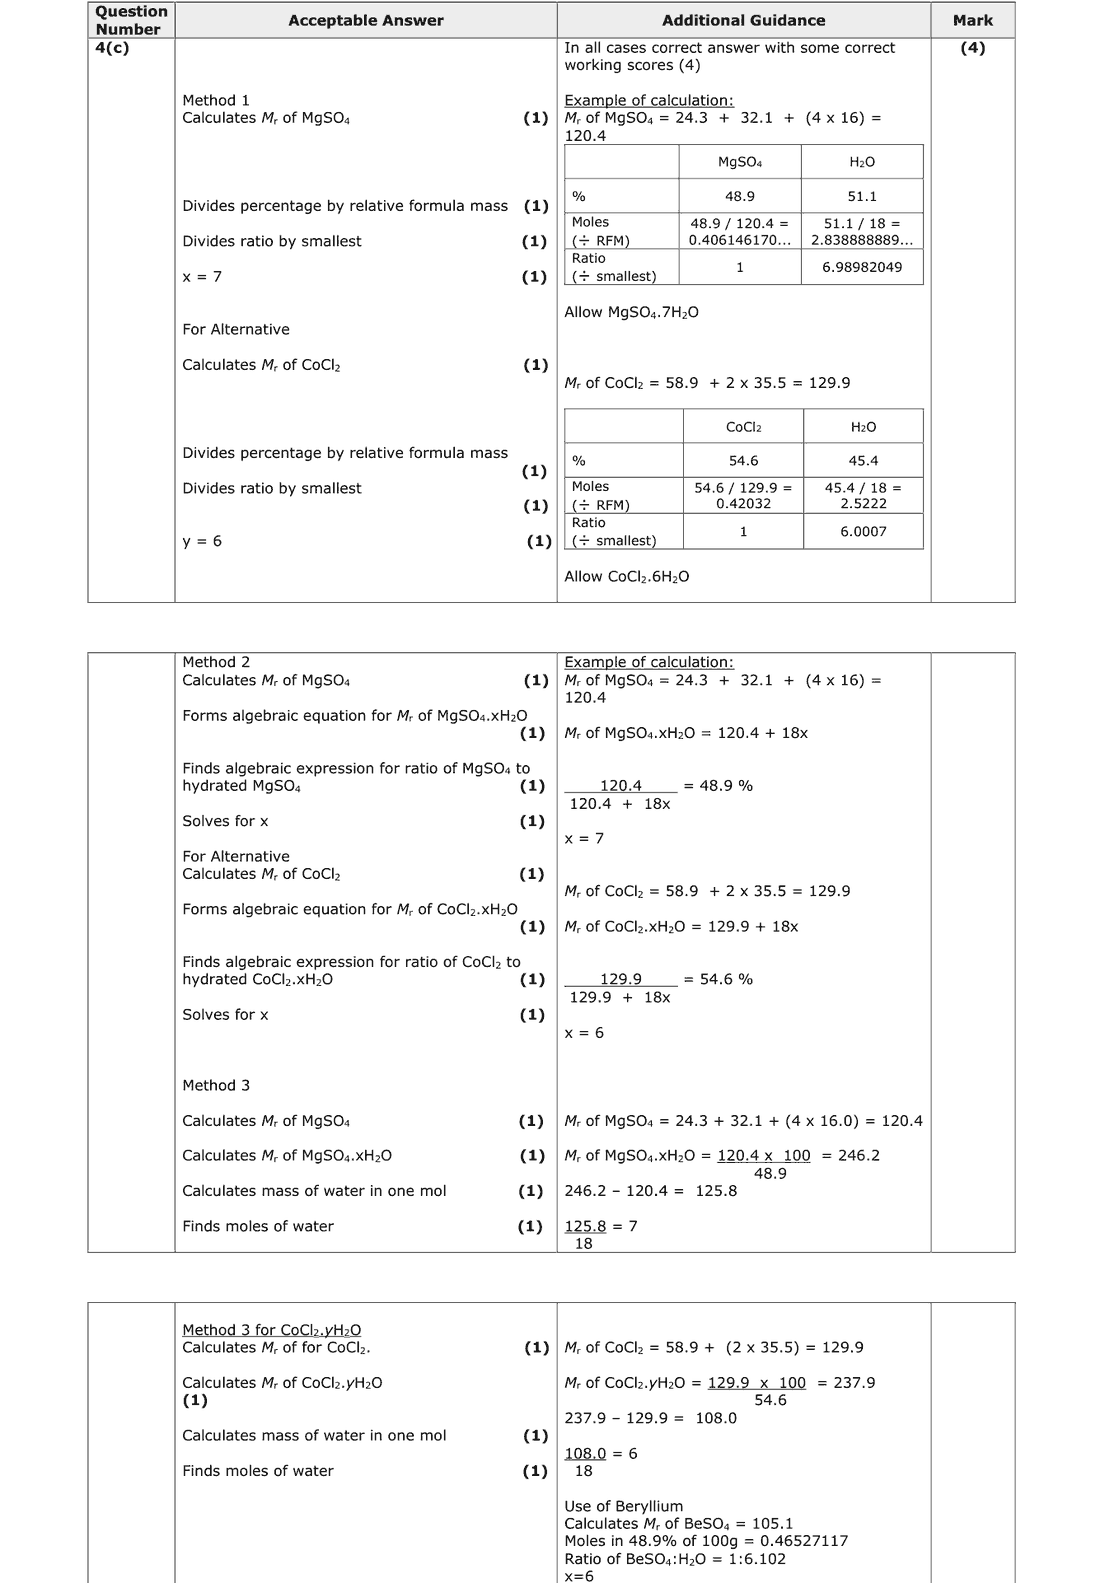 Question Number
Acceptable Answer
Additional Guidance
Mark
4(c)
In all cases correct answer with some correct
working scores (4)
(4)
Method 1
Calculates Mr of MgSO₄ (1)
Example of calculation:
Mr of MgSO₄ = 24.3 + 32.1 + (4 x 16) =
120.4
MgSO₄ H₂O
% 48.9 51.1
Divides percentage by relative formula mass (1)
Moles
(÷ RFM)
48.9 / 120.4 =
0.406146170...
51.1 / 18 =
2.838888889...
Divides ratio by smallest (1)
Ratio
(÷ smallest)
1 6.98982049
x = 7 (1)
Allow MgSO₄.7H₂O
For Alternative
Calculates Mr of CoCl₂ (1)
Mr of CoCl₂ = 58.9 + 2 x 35.5 = 129.9
CoCl₂ H₂O
% 54.6 45.4
Divides percentage by relative formula mass
(1)
Moles
(÷ RFM)
54.6 / 129.9 =
0.42032
45.4 / 18 =
2.5222
Divides ratio by smallest
(1)
Ratio
(÷ smallest)
1 6.0007
y = 6 (1)
Allow CoCl₂.6H₂O
Method 2
Calculates Mr of MgSO₄ (1)
Example of calculation:
Mr of MgSO₄ = 24.3 + 32.1 + (4 x 16) =
120.4
Forms algebraic equation for Mr of MgSO₄.xH₂O
(1)
Mr of MgSO₄.xH₂O = 120.4 + 18x
Finds algebraic expression for ratio of MgSO₄ to
hydrated MgSO₄ (1)
120.4 = 48.9 %
120.4 + 18x
Solves for x (1)
x = 7
For Alternative
Calculates Mr of CoCl₂ (1)
Mr of CoCl₂ = 58.9 + 2 x 35.5 = 129.9
Forms algebraic equation for Mr of CoCl₂.xH₂O
(1)
Mr of CoCl₂.xH₂O = 129.9 + 18x
Finds algebraic expression for ratio of CoCl₂ to
hydrated CoCl₂.xH₂O (1)
129.9 = 54.6 %
129.9 + 18x
Solves for x (1)
x = 6
Method 3
Calculates Mr of MgSO₄ (1)
Mr of MgSO₄ = 24.3 + 32.1 + (4 x 16.0) = 120.4
Calculates Mr of MgSO₄.xH₂O (1)
Mr of MgSO₄.xH₂O = 120.4 x 100 = 246.2
48.9
Calculates mass of water in one mol (1)
246.2 – 120.4 = 125.8
Finds moles of water (1)
125.8 = 7
18
Method 3 for CoCl₂.yH₂O
Calculates Mr of for CoCl₂. (1)
Mr of CoCl₂ = 58.9 + (2 x 35.5) = 129.9
Calculates Mr of CoCl₂.yH₂O
(1)
Mr of CoCl₂.yH₂O = 129.9 x 100 = 237.9
54.6
237.9 – 129.9 = 108.0
Calculates mass of water in one mol (1)
108.0 = 6
18
Finds moles of water (1)
Use of Beryllium
Calculates Mr of BeSO₄ = 105.1
Moles in 48.9% of 100g = 0.46527117
Ratio of BeSO₄:H₂O = 1:6.102
x=6